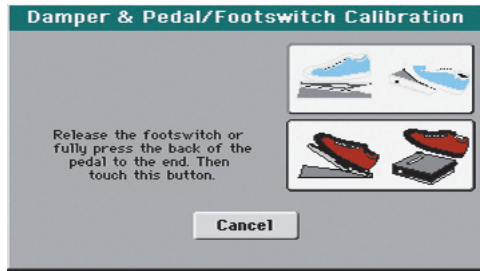 Damper & Pedal/Footswitch Calibration
Release the footswitch or
fully press the back of the
pedal to the end. Then
touch this button.
Cancel